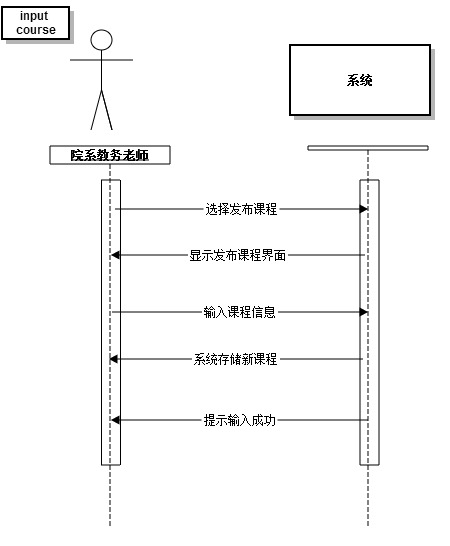 input
course
系统
院系教务老师
选择发布课程
显示发布课程界面
输入课程信息
系统存储新课程
提示输入成功